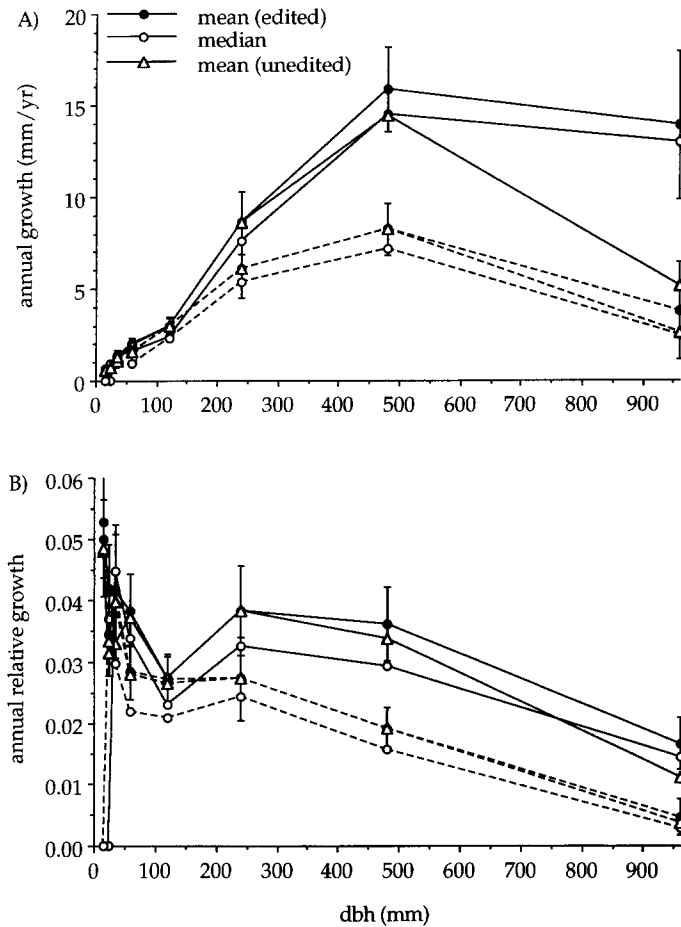 A)
mean (edited)
median
mean (unedited)
annual growth (mm/yr)
20
15
10
5
0
0 100 200 300 400 500 600 700 800 900
B)
annual relative growth
0.06
0.05
0.04
0.03
0.02
0.01
0.00
0 100 200 300 400 500 600 700 800 900
dbh (mm)